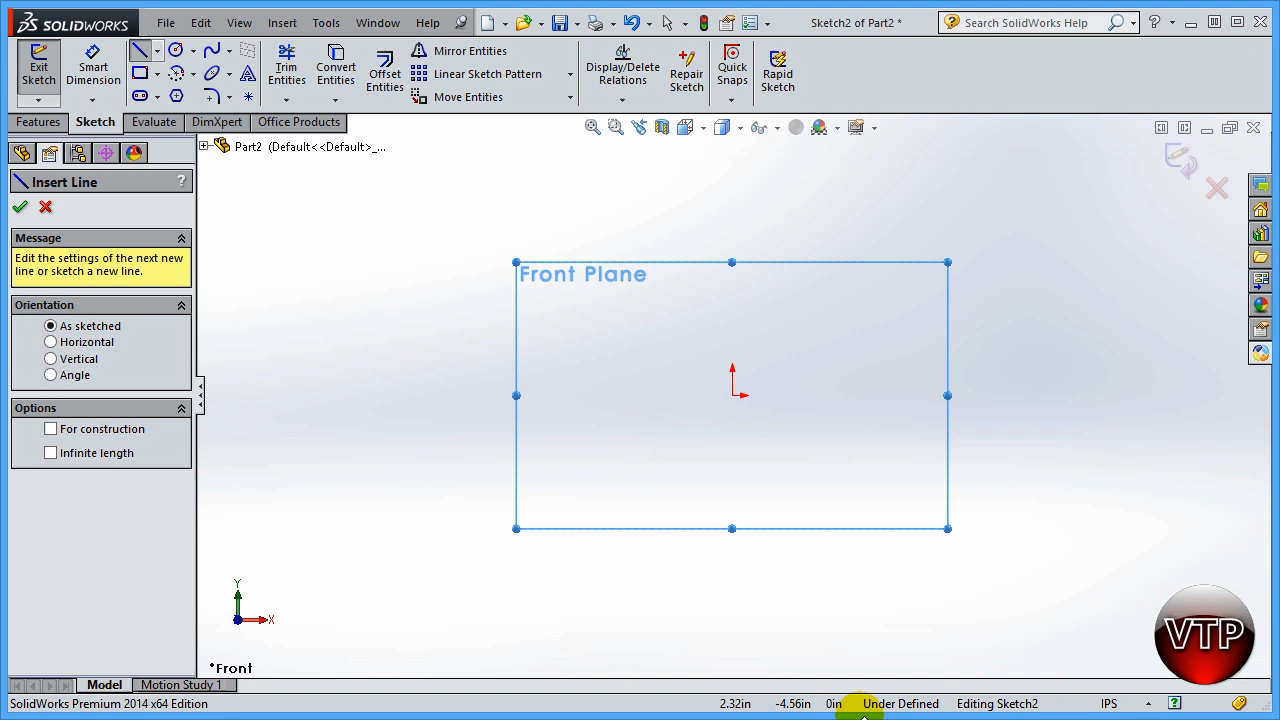 SOLIDWORKS File Edit View Insert Tools Window Help Sketch2 of Part2 * Search SolidWorks Help
Exit Sketch
Smart Dimension
Trim Entities
Convert Entities
Offset Entities
Mirror Entities
Linear Sketch Pattern
Move Entities
Display/Delete Relations
Repair Sketch
Quick Snaps
Rapid Sketch
Features Sketch Evaluate DimXpert Office Products
Part2 (Default<<Default>_...
Insert Line ?
Message
Edit the settings of the next new
line or sketch a new line.
Orientation
As sketched
Horizontal
Vertical
Angle
Options
For construction
Infinite length
Front Plane
Y
X
*Front
VTP
Model Motion Study 1
SolidWorks Premium 2014 x64 Edition 2.32in -4.56in 0in Under Defined Editing Sketch2 IPS ?